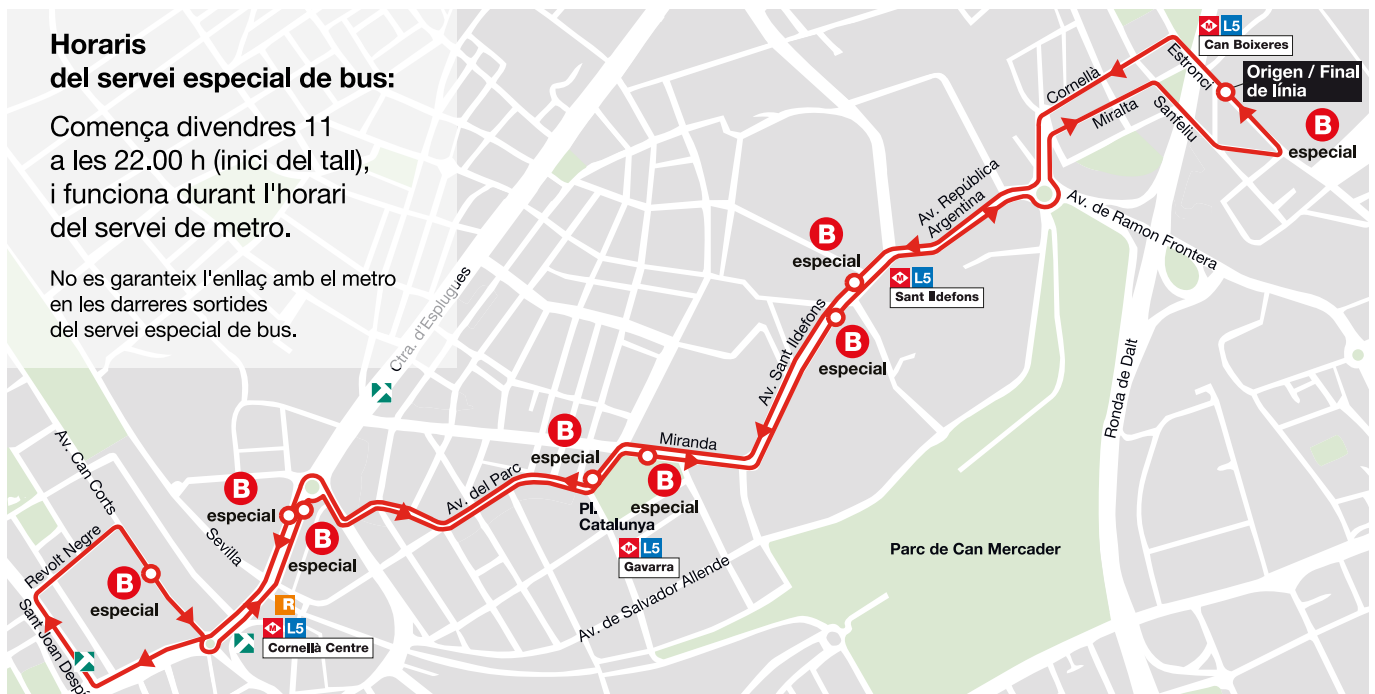 Horaris
del servei especial de bus:
Comença divendres 11
a les 22.00 h (inici del tall),
i funciona durant l'horari
del servei de metro.
No es garanteix l'enllaç amb el metro
en les darreres sortides
del servei especial de bus.
M L5
Can Boixeres
Estronci
Origen / Final
de línia
B
especial
Cornellà
Miralta
Sanfeliu
Av. República
Argentina
Av. de Ramon Frontera
B
especial
M L5
Sant Ildefons
B
especial
Av. Sant Ildefons
Ctra. d'Esplugues
Ronda de Dalt
B
especial
Miranda
B
especial
Av. del Parc
Pl.
Catalunya
M L5
Gavarra
Av. de Salvador Allende
Parc de Can Mercader
Av. Can Corts
B
especial
B
especial
Sevilla
Revolt Negre
B
especial
R
M L5
Cornellà Centre